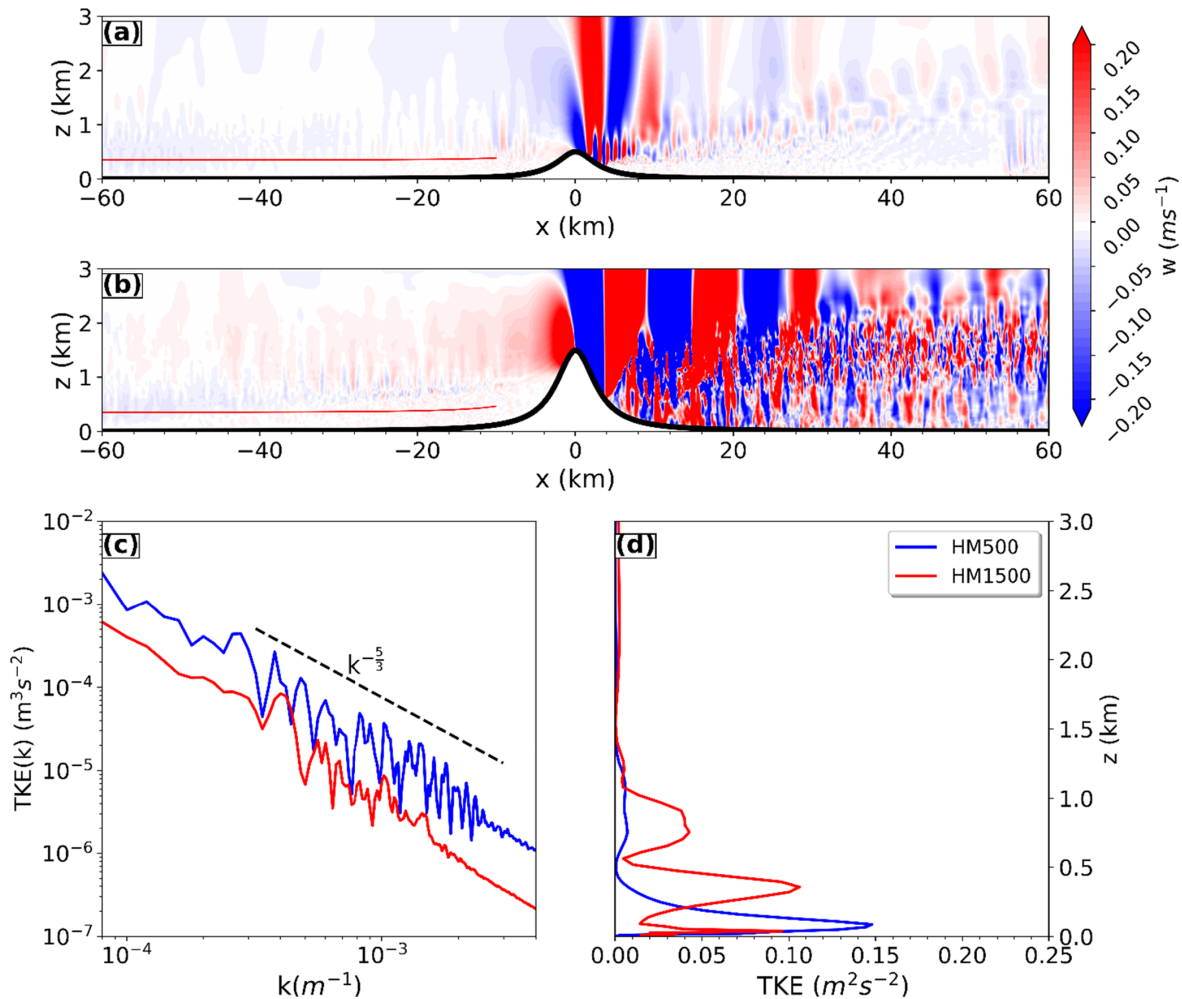 (a)
3
2
1
0
z (km)
−60 −40 −20 0 20 40 60
x (km)
(b)
3
2
1
0
z (km)
−60 −40 −20 0 20 40 60
x (km)
0.20
0.15
0.10
0.05
0.00
−0.05
−0.10
−0.15
−0.20
w (ms⁻¹)
(c)
10⁻²
10⁻³
10⁻⁴
10⁻⁵
10⁻⁶
10⁻⁷
TKE(k) (m³s⁻²)
k^(-5/3)
10⁻⁴ 10⁻³
k(m⁻¹)
(d)
HM500
HM1500
3.0
2.5
2.0
1.5
1.0
0.5
0.0
z (km)
0.00 0.05 0.10 0.15 0.20 0.25
TKE (m²s⁻²)